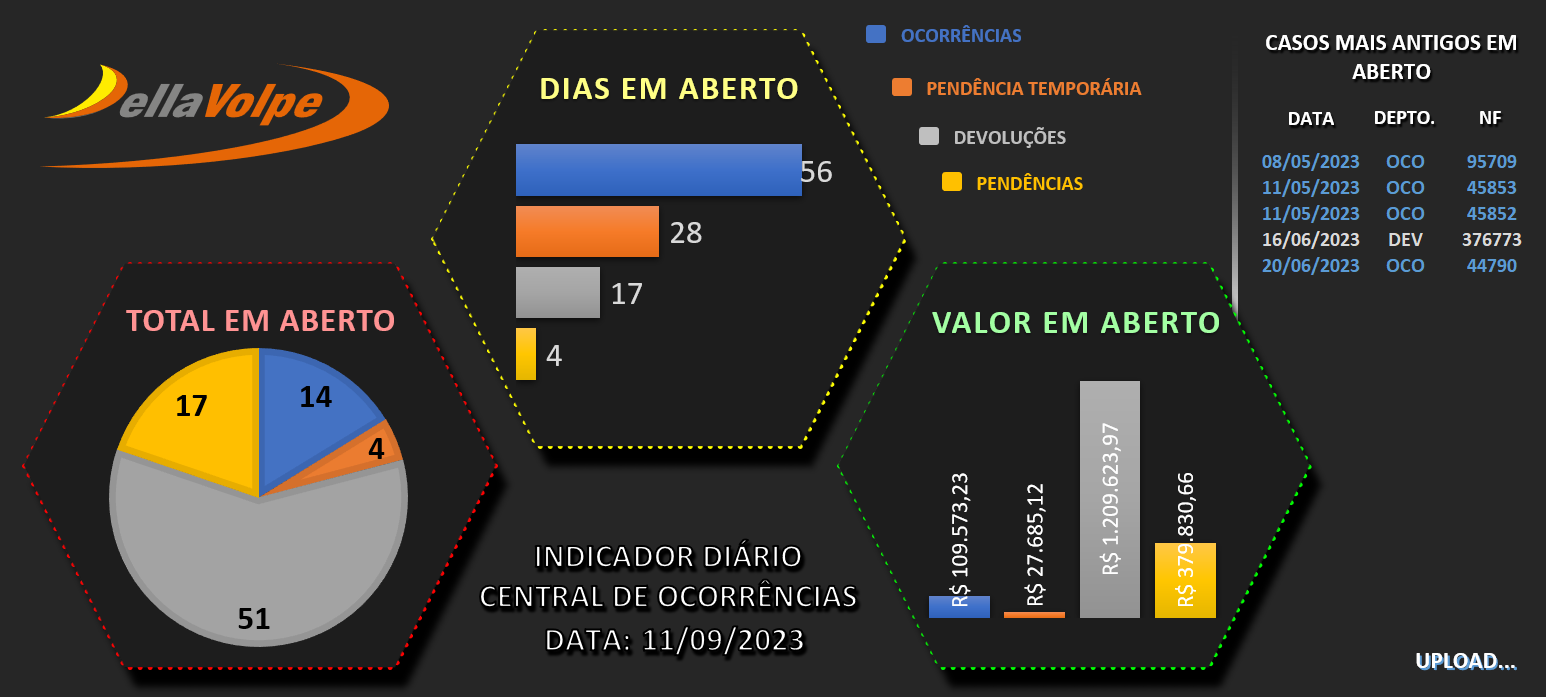 DellaVolpe
DIAS EM ABERTO
56
28
17
4
OCORRÊNCIAS
PENDÊNCIA TEMPORÁRIA
DEVOLUÇÕES
PENDÊNCIAS
CASOS MAIS ANTIGOS EM
ABERTO
DATA DEPTO. NF
08/05/2023 OCO 95709
11/05/2023 OCO 45853
11/05/2023 OCO 45852
16/06/2023 DEV 376773
20/06/2023 OCO 44790
TOTAL EM ABERTO
17
14
4
51
VALOR EM ABERTO
R$ 109.573,23
R$ 27.685,12
R$ 1.209.623,97
R$ 379.830,66
INDICADOR DIÁRIO
CENTRAL DE OCORRÊNCIAS
DATA: 11/09/2023
UPLOAD...